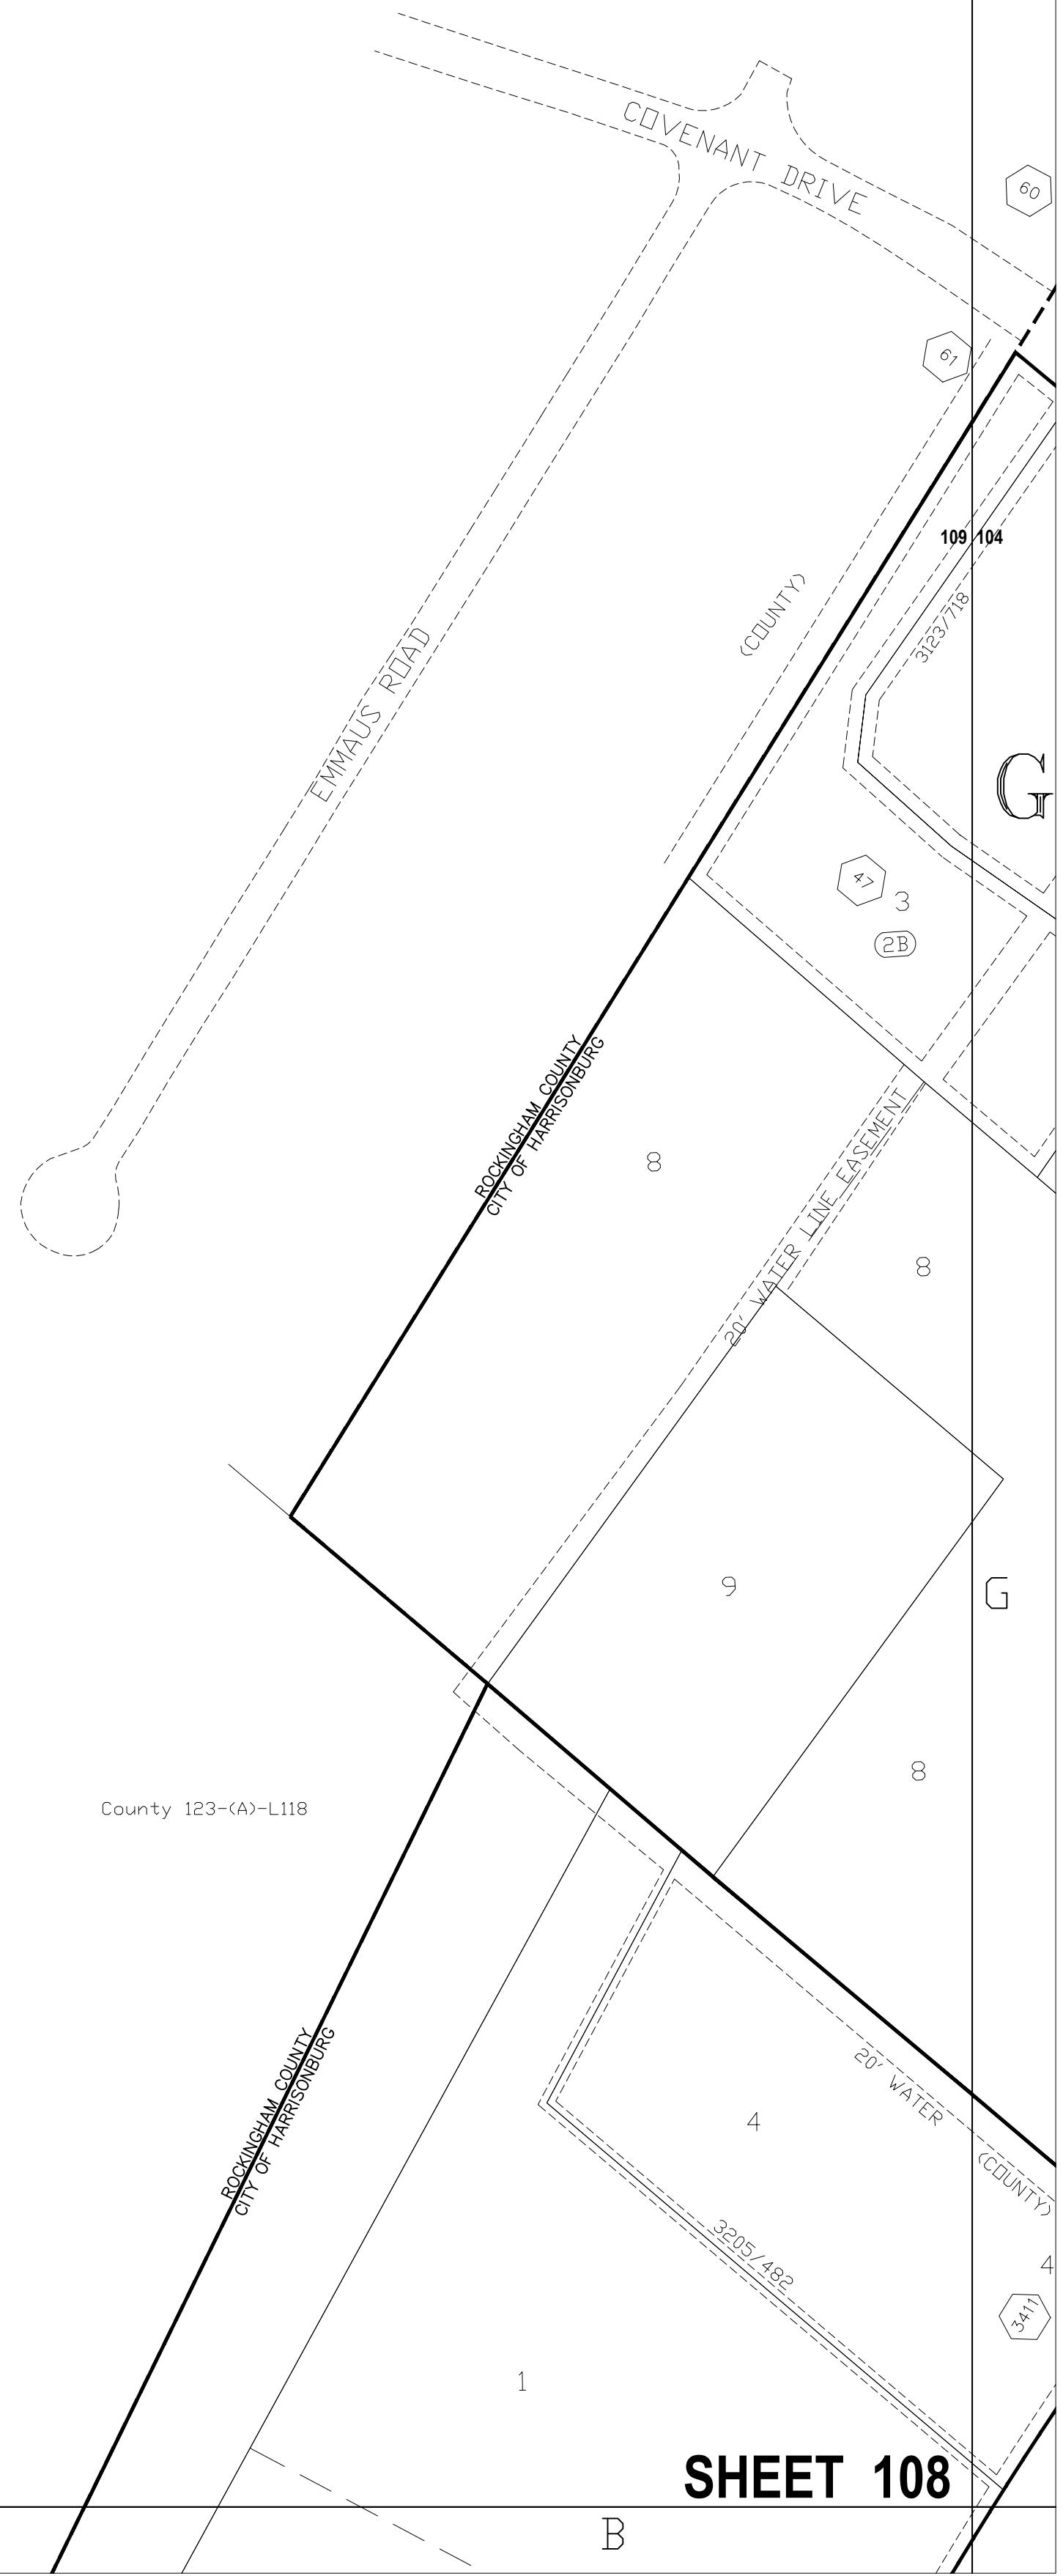 COVENANT DRIVE
60
61
109 104
(COUNTY)
3123/718
EMMAUS ROAD
G
47
3
2B
ROCKINGHAM COUNTY
CITY OF HARRISONBURG
8
20' WATER LINE EASEMENT
8
9
G
8
County 123-(A)-L118
ROCKINGHAM COUNTY
CITY OF HARRISONBURG
20' WATER
4
(COUNTY)
3205/482
4
3411
1
SHEET 108
B